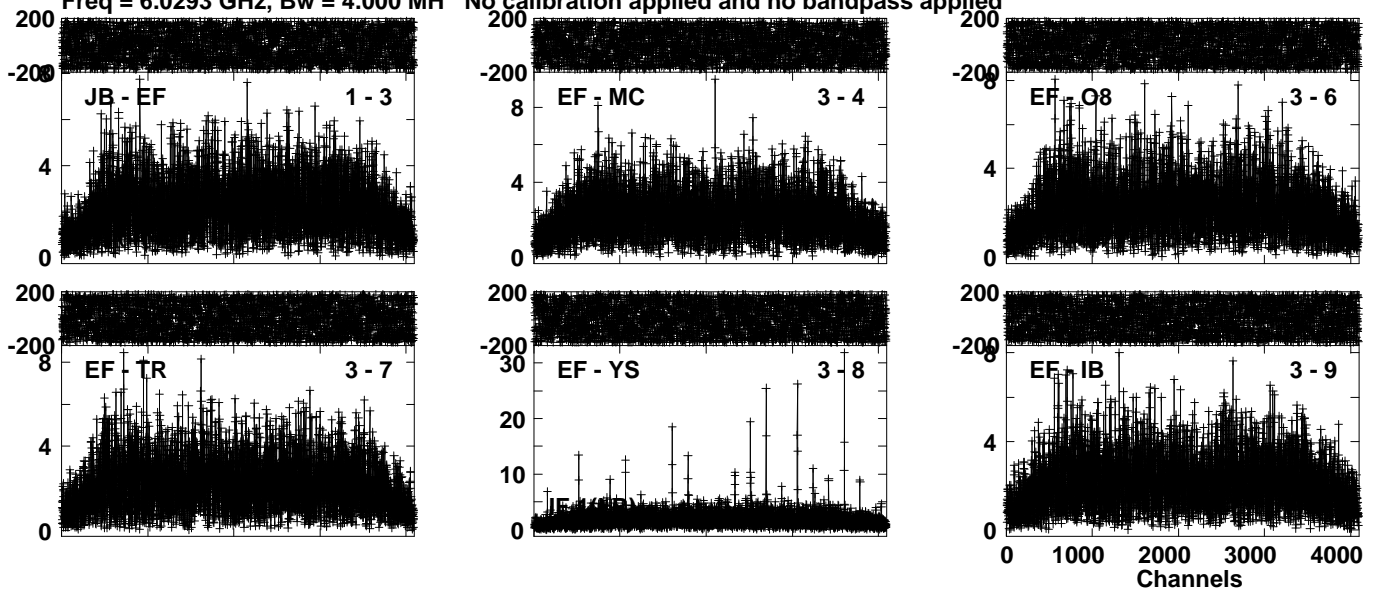 Freq = 6.0293 GHz, Bw = 4.000 MH No calibration applied and no bandpass applied
200 200 200
-200 -200 -200
8 8 8
JB - EF 1 - 3 EF - MC 3 - 4 EF - O8 3 - 6
4 4 4
0 0 0
200 200 200
-200 -200 -200
8 30 8
EF - TR 3 - 7 EF - YS 3 - 8 EF - IB 3 - 9
20
4 10 4
0 0 0
0 1000 2000 3000 4000
Channels